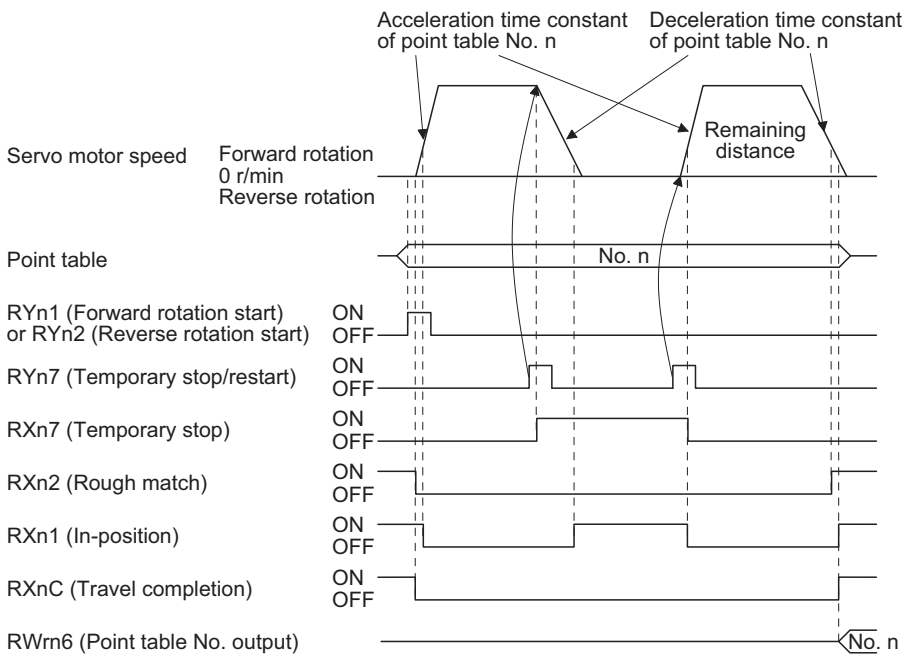 Acceleration time constant
of point table No. n
Deceleration time constant
of point table No. n
Servo motor speed
Forward rotation
0 r/min
Reverse rotation
Remaining
distance
Point table
No. n
RYn1 (Forward rotation start)
or RYn2 (Reverse rotation start)
ON
OFF
RYn7 (Temporary stop/restart)
ON
OFF
RXn7 (Temporary stop)
ON
OFF
RXn2 (Rough match)
ON
OFF
RXn1 (In-position)
ON
OFF
RXnC (Travel completion)
ON
OFF
RWrn6 (Point table No. output)
No. n